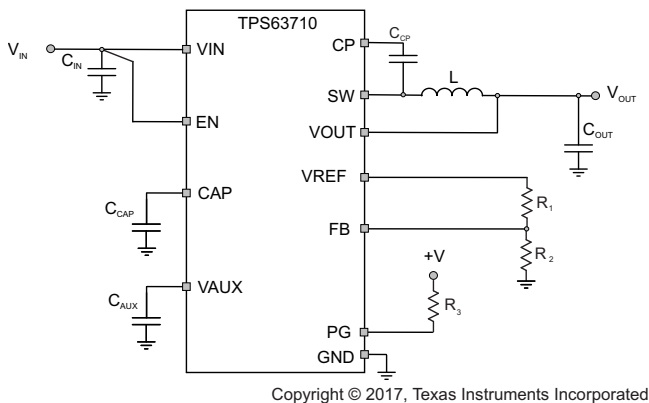 TPS63710
V_IN
C_IN
VIN
CP
C_CP
SW
L
V_OUT
EN
VOUT
C_OUT
CAP
C_CAP
VREF
R_1
FB
R_2
+V
VAUX
C_AUX
R_3
PG
GND
Copyright © 2017, Texas Instruments Incorporated